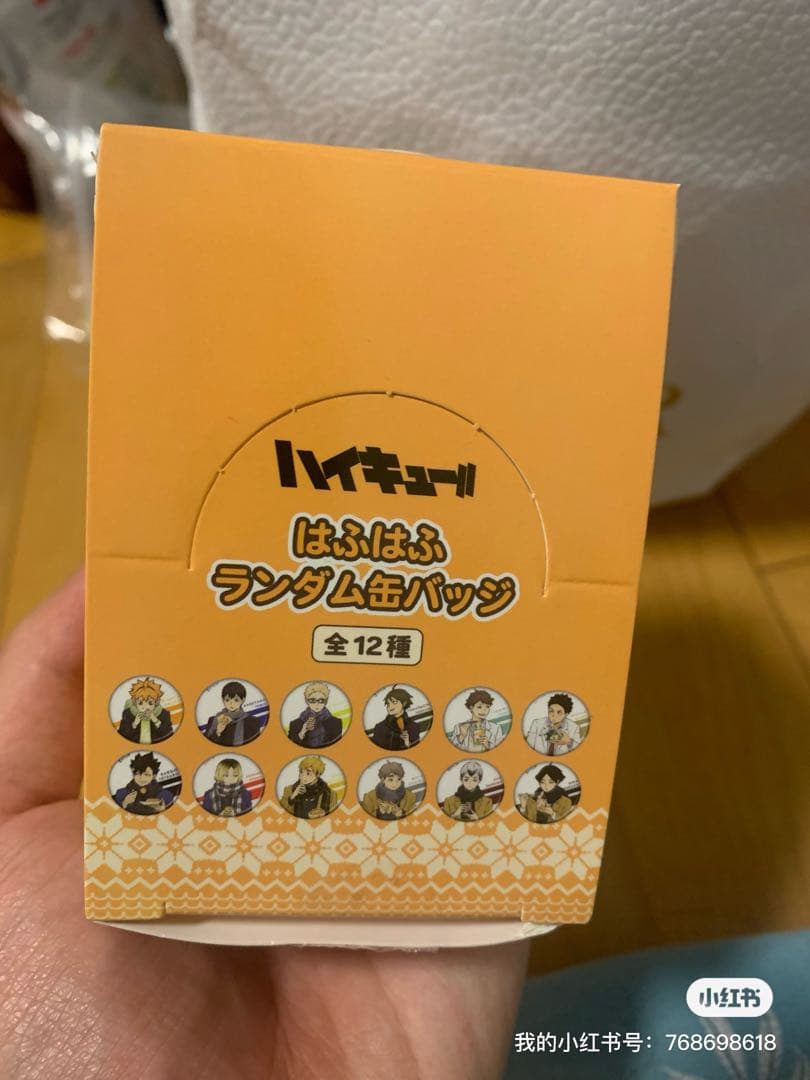 ハイキュー!!
はふはふ
ランダム缶バッジ
全12種
小红书
我的小红书号：768698618